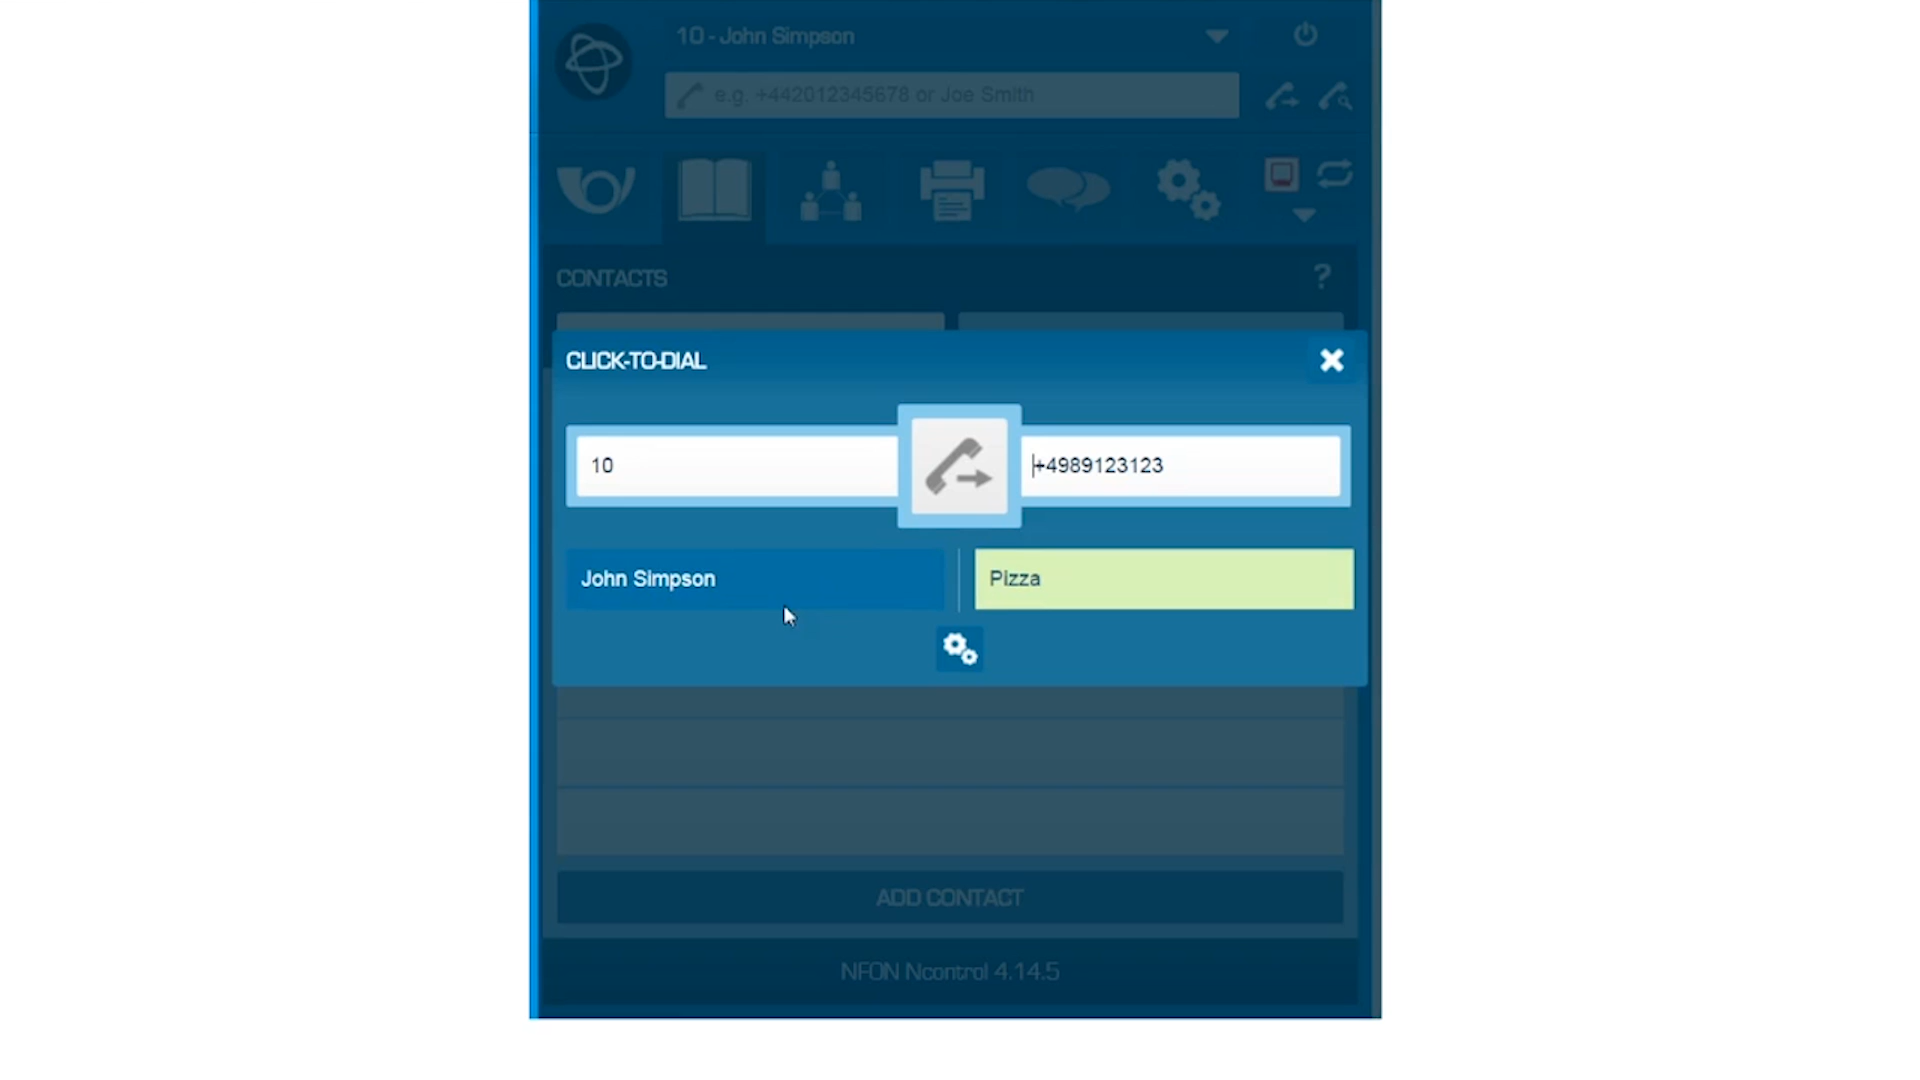 10 - John Simpson
e.g. +442012345678 or Joe Smith
CONTACTS
?
CLICK-TO-DIAL
10
+4989123123
John Simpson
Pizza
ADD CONTACT
NFON Ncontrol 4.14.5